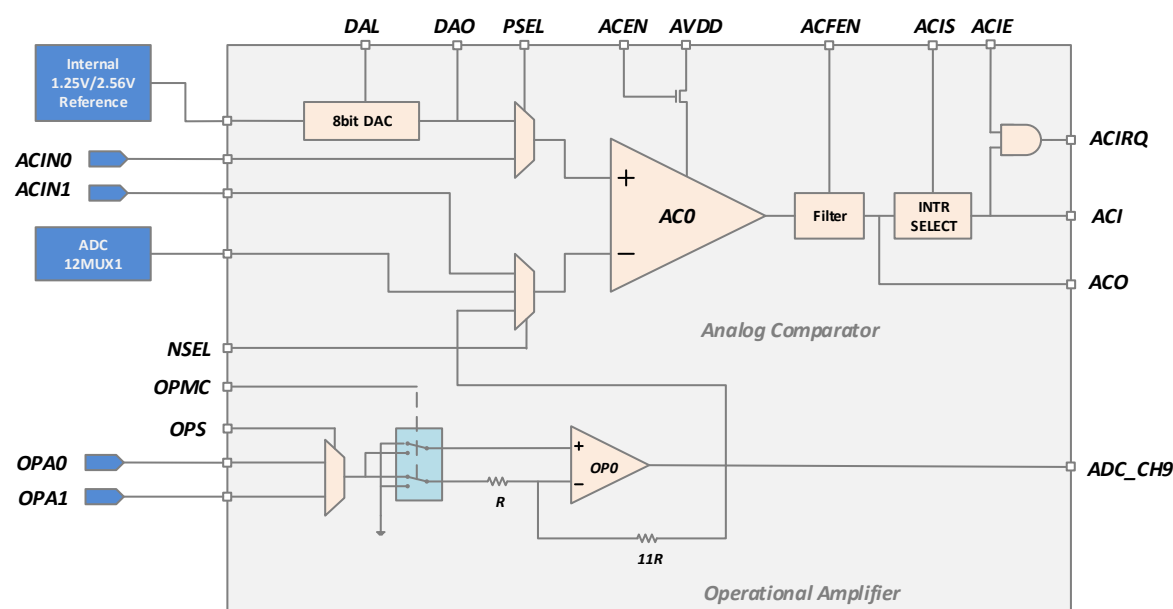 DAL
DAO
PSEL
ACEN
AVDD
ACFEN
ACIS
ACIE
Internal
1.25V/2.56V
Reference
8bit DAC
ACIN0
ACIN1
ACIRQ
+
AC0
−
Filter
INTR
SELECT
ACI
ADC
12MUX1
ACO
Analog Comparator
NSEL
OPMC
OPS
OPA0
OPA1
+
OP0
−
ADC_CH9
R
11R
Operational Amplifier